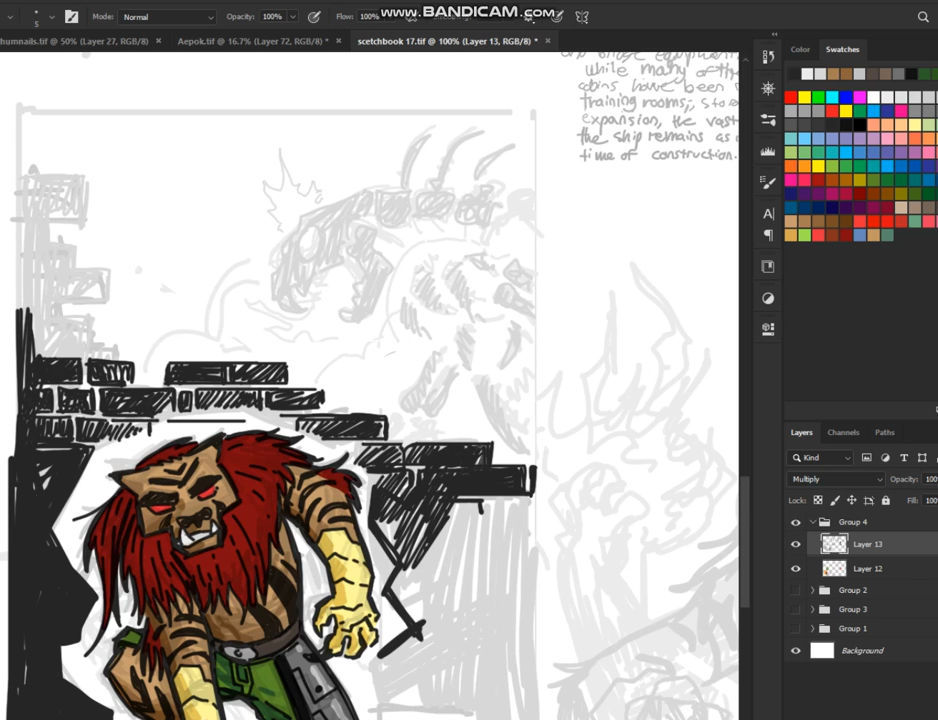 www.BANDICAM.com
Mode: Normal Opacity: 100% Flow: 100%
5
humnails.tif @ 50% (Layer 27, RGB/8) × Aepok.tif @ 16.7% (Layer 72, RGB/8) * × scetchbook 17.tif @ 100% (Layer 13, RGB/8) * ×
while many of the
cabins have been
training rooms; sto
expansion, the vast
the ship remains as
time of construction.
Color Swatches
Layers Channels Paths
Kind
Multiply Opacity: 100
Lock: Fill: 100
Group 4
Layer 13
Layer 12
Group 2
Group 3
Group 1
Background